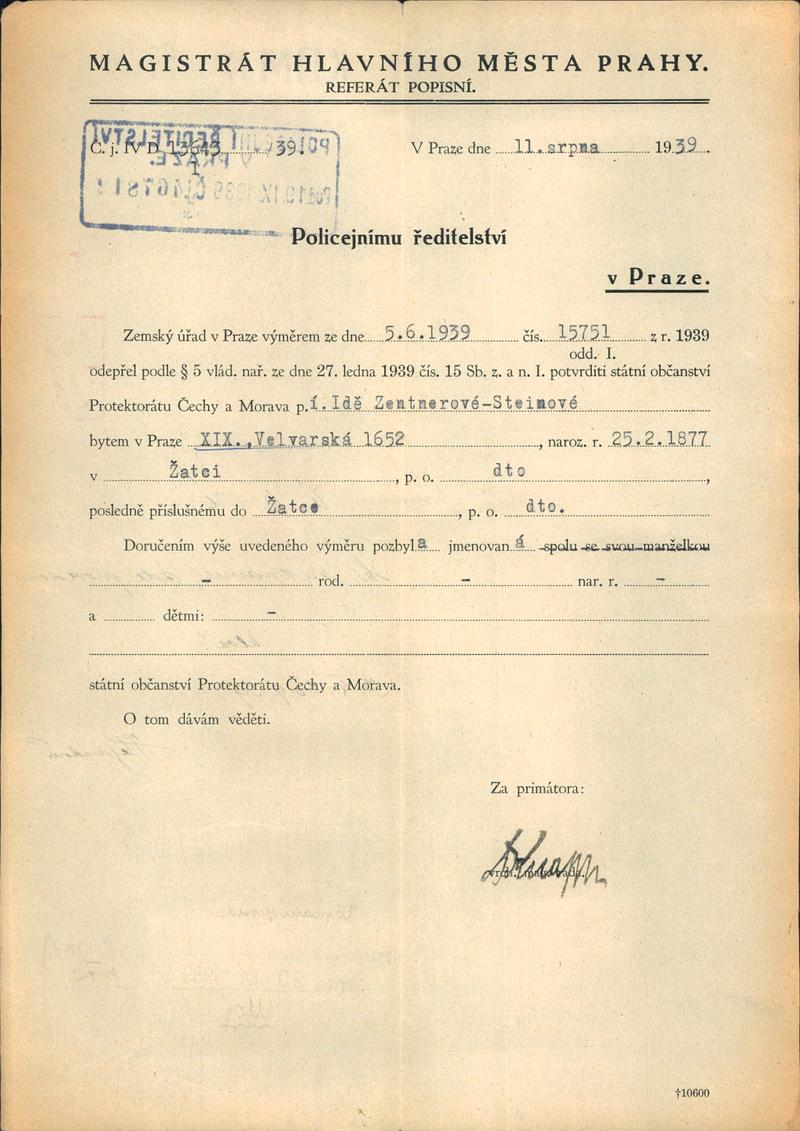 MAGISTRÁT HLAVNÍHO MĚSTA PRAHY.
REFERÁT POPISNÍ.
Č. j. IV D 13643 /39.
1
V Praze dne 11. srpna 1939.
Policejnímu ředitelství
v Praze.
Zemský úřad v Praze výměrem ze dne 5.6.1939 čís. 15751 z r. 1939
odd. I.
odepřel podle § 5 vlád. nař. ze dne 27. ledna 1939 čís. 15 Sb. z. a n. I. potvrditi státní občanství
Protektorátu Čechy a Morava p.í. Idě Zentnerové-Steinové
bytem v Praze XIX., Velvarská 1652, naroz. r. 25.2.1877
v Žatci, p. o. dto,
posledně příslušnému do Žatce, p. o. dto.
Doručením výše uvedeného výměru pozbyla jmenovaná spolu se svou manželkou
- rod. - nar. r. -
a dětmi: -
státní občanství Protektorátu Čechy a Morava.
O tom dávám věděti.
Za primátora:
†10600